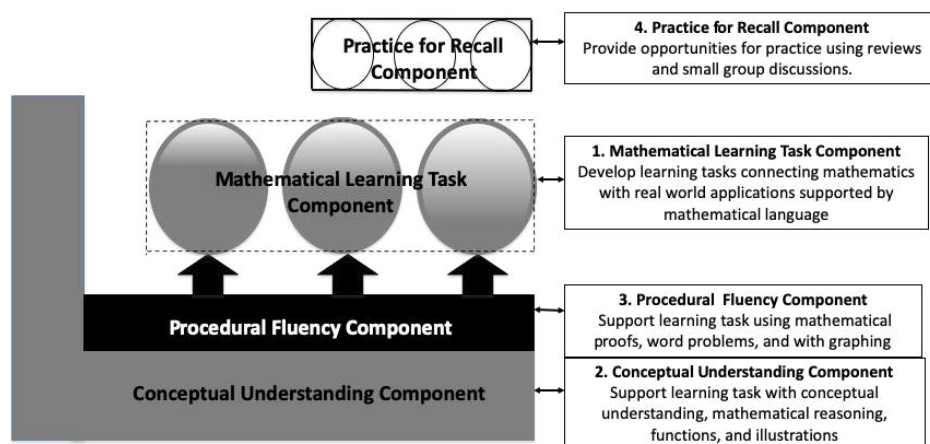 Practice for Recall
Component
4. Practice for Recall Component
Provide opportunities for practice using reviews
and small group discussions.
Mathematical Learning Task
Component
1. Mathematical Learning Task Component
Develop learning tasks connecting mathematics
with real world applications supported by
mathematical language
Procedural Fluency Component
3. Procedural Fluency Component
Support learning task using mathematical
proofs, word problems, and with graphing
Conceptual Understanding Component
2. Conceptual Understanding Component
Support learning task with conceptual
understanding, mathematical reasoning,
functions, and illustrations